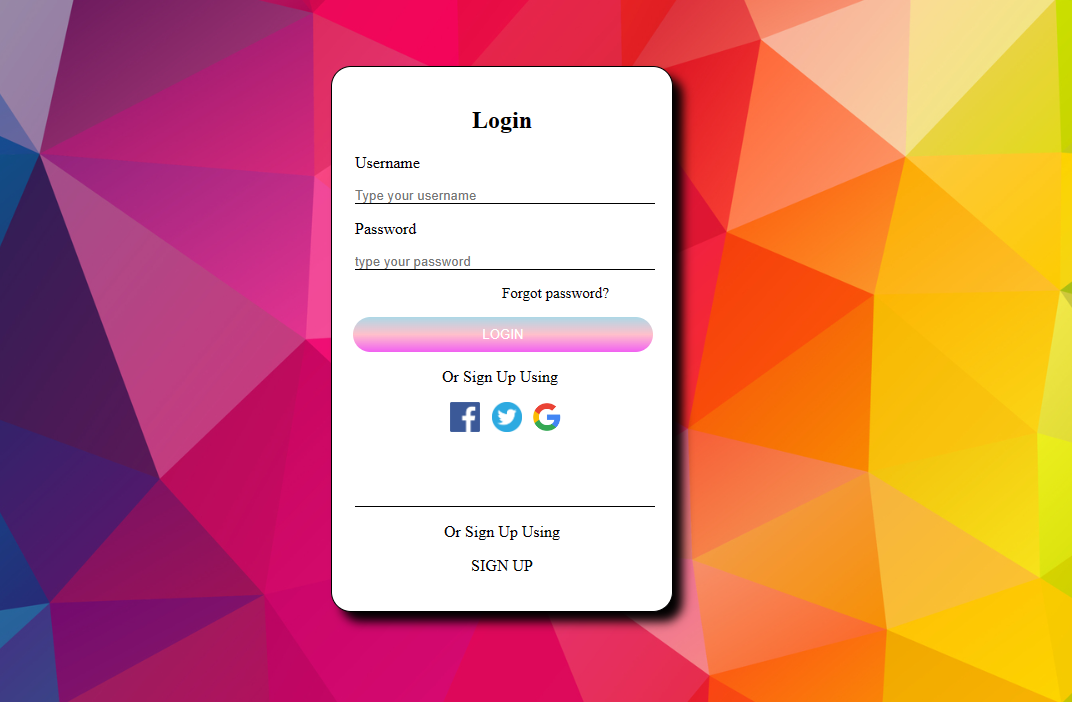 Login
Username
Type your username
Password
type your password
Forgot password?
LOGIN
Or Sign Up Using
Or Sign Up Using
SIGN UP